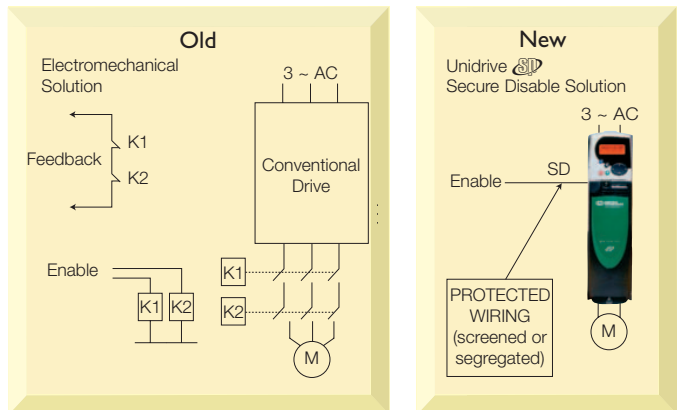 Old
Electromechanical
Solution
3 ~ AC
K1
Feedback
K2
Conventional
Drive
Enable
K1
K2
K1
K2
M
New
Unidrive SP
Secure Disable Solution
3 ~ AC
SD
Enable
PROTECTED
WIRING
(screened or
segregated)
M